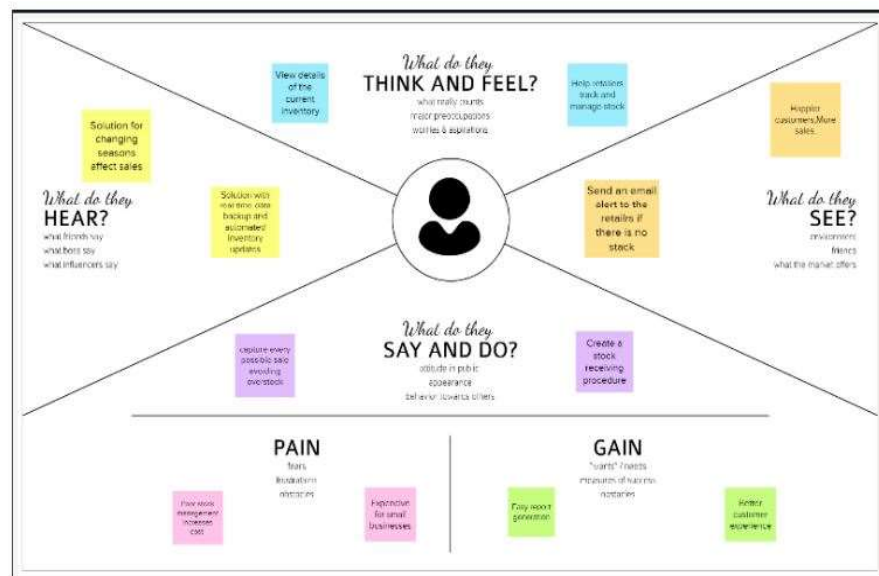 What do they
THINK AND FEEL?
what really counts
major preoccupations
worries & aspirations
View details
of the
current
inventory
Help retailers
track and
manage stock
What do they
HEAR?
what friends say
what boss say
what influencers say
Solution for
changing
seasons
affect sales
Solution with
real time data
backup and
automated
inventory
updates
What do they
SEE?
environment
friends
what the market offers
Happier
customers,More
sales.
Send an email
alert to the
retailrs if
there is no
stack
What do they
SAY AND DO?
attitude in public
appearance
behavior towards others
capture every
possible sale
avoiding
overstock
Create a
stock
receiving
procedure
PAIN
fears
frustrations
obstacles
Poor stock
management
increases
cost
Expencive
for small
businesses
GAIN
"wants" / needs
measures of success
obstacles
Easy report
generation
Better
customer
experience